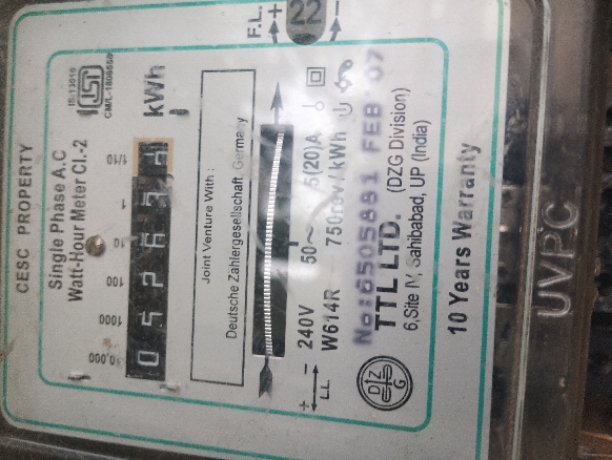 CESC PROPERTY
Single Phase A.C
Watt-Hour Meter Cl.-2
IS:13010
ISI
F.L.
+ 22 -
10,000 1000 100 10 1 1/10
kWh
Joint Venture With :
Deutsche Zählergesellschaft, Germany
+ - 240V 50~ 5(20)A
I.L. W614R 750rev/kWh
No:6505881 FEB-07
DZG
TTL LTD. (DZG Division)
6,Site IV, Sahibabad, UP (India)
10 Years Warranty
UVPC